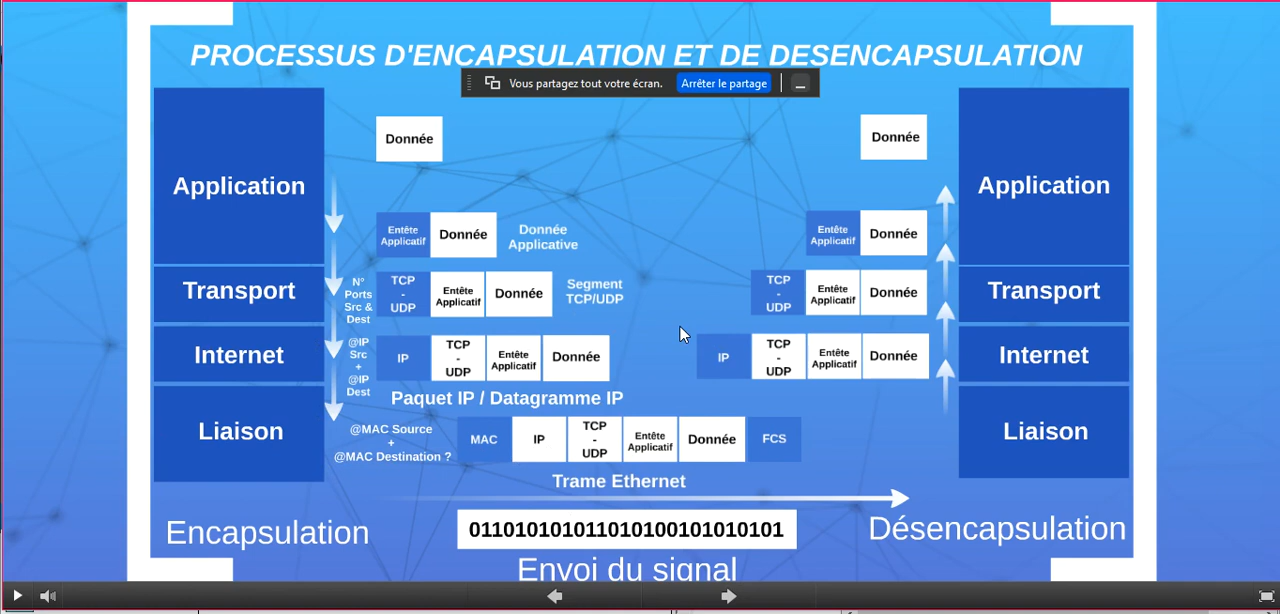 PROCESSUS D'ENCAPSULATION ET DE DESENCAPSULATION
Vous partagez tout votre écran.
Arrêter le partage
Application
Donnée
Donnée
Application
Entête
Applicatif
Donnée
Donnée
Applicative
Entête
Applicatif
Donnée
Transport
N°
Ports
Src &
Dest
TCP
-
UDP
Entête
Applicatif
Donnée
Segment
TCP/UDP
TCP
-
UDP
Entête
Applicatif
Donnée
Transport
Internet
@IP
Src
+
@IP
Dest
IP
TCP
-
UDP
Entête
Applicatif
Donnée
IP
TCP
-
UDP
Entête
Applicatif
Donnée
Internet
Paquet IP / Datagramme IP
Liaison
@MAC Source
+
@MAC Destination ?
MAC
IP
TCP
-
UDP
Entête
Applicatif
Donnée
FCS
Liaison
Trame Ethernet
Encapsulation
0110101010110101001010​10101
Désencapsulation
Envoi du signal